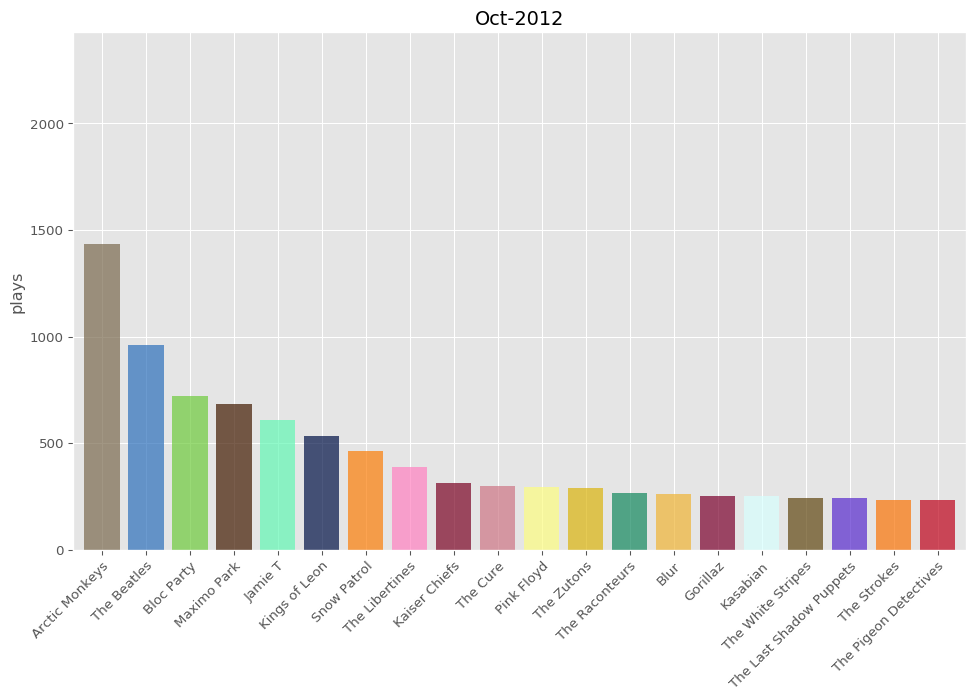 Oct-2012
plays
2000
1500
1000
500
0
Arctic Monkeys
The Beatles
Bloc Party
Maximo Park
Jamie T
Kings of Leon
Snow Patrol
The Libertines
Kaiser Chiefs
The Cure
Pink Floyd
The Zutons
The Raconteurs
Blur
Gorillaz
Kasabian
The White Stripes
The Last Shadow Puppets
The Strokes
The Pigeon Detectives